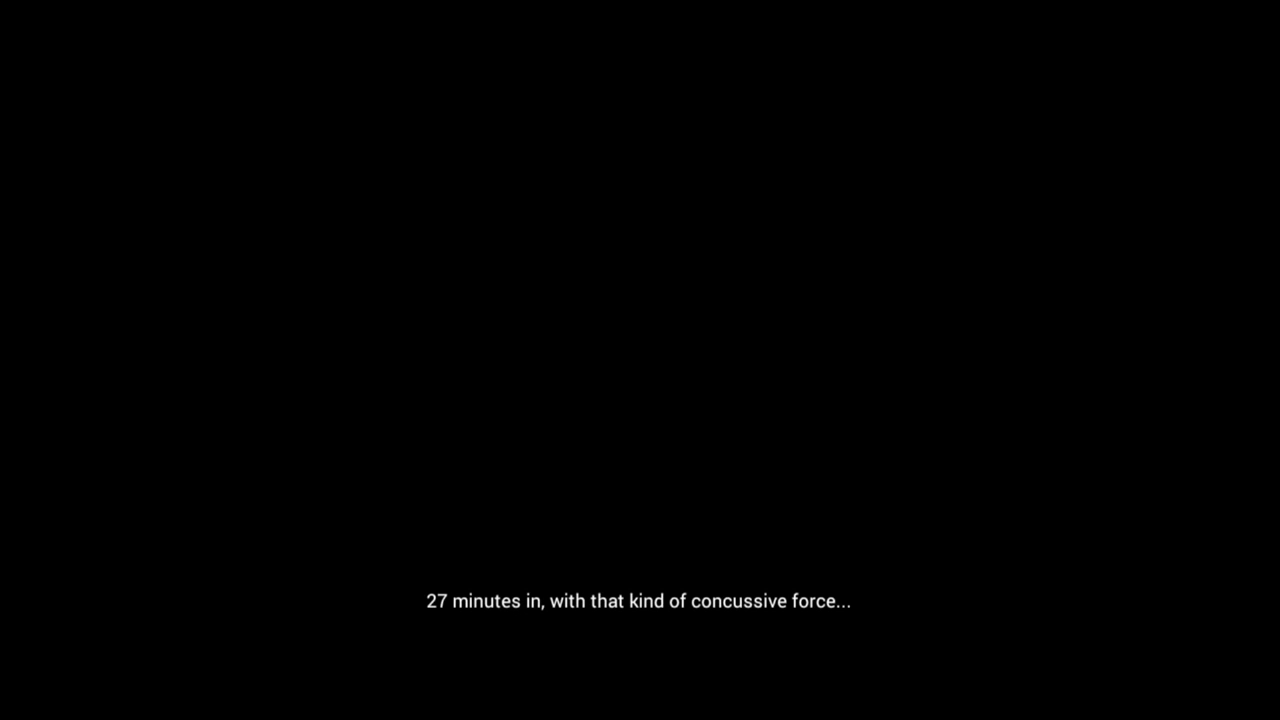 27 minutes in, with that kind of concussive force...